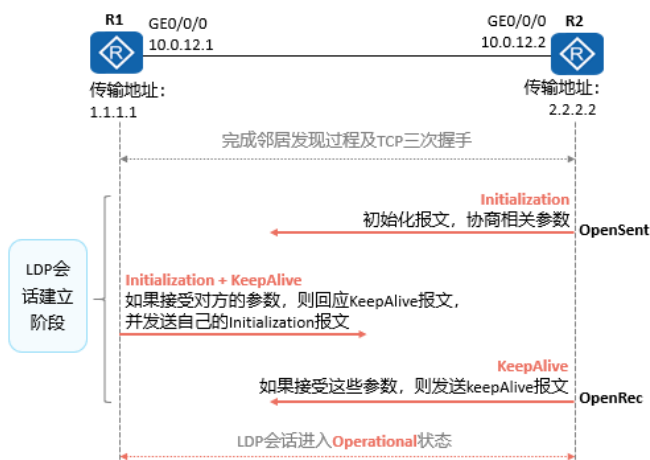 R1
GE0/0/0
10.0.12.1
GE0/0/0
10.0.12.2
R2
R
R
传输地址：
1.1.1.1
传输地址：
2.2.2.2
完成邻居发现过程及TCP三次握手
Initialization
初始化报文，协商相关参数
OpenSent
LDP会
话建立
阶段
Initialization + KeepAlive
如果接受对方的参数，则回应KeepAlive报文，
并发送自己的Initialization报文
KeepAlive
如果接受这些参数，则发送keepAlive报文
OpenRec
LDP会话进入Operational状态